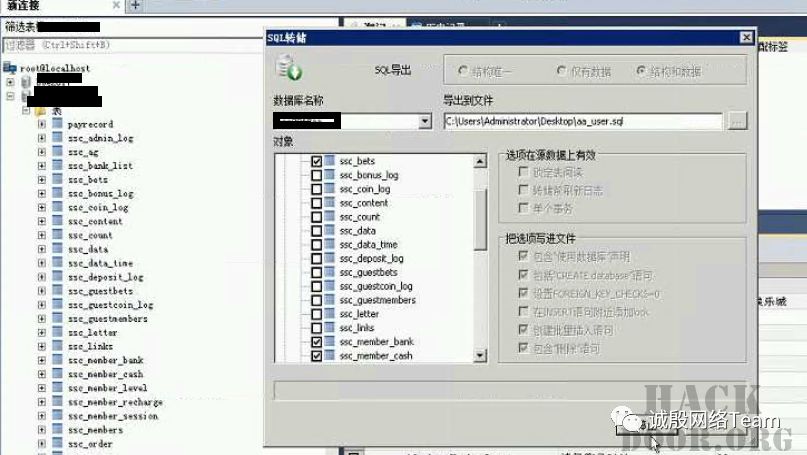 新连接
筛选表
过滤器 (Ctrl+Shift+B)
root@localhost
表
payrecord
ssc_admin_log
ssc_ag
ssc_bank_list
ssc_bets
ssc_bonus_log
ssc_coin_log
ssc_content
ssc_count
ssc_data
ssc_data_time
ssc_deposit_log
ssc_guestbets
ssc_guestcoin_log
ssc_guestmembers
ssc_letter
ssc_links
ssc_member_bank
ssc_member_cash
ssc_member_level
ssc_member_recharge
ssc_member_session
ssc_members
ssc_order
SQL转储
SQL导出
结构唯一
仅有数据
结构和数据
数据库名称
导出到文件
C:\Users\Administrator\Desktop\aa_user.sql
...
对象
ssc_bets
ssc_bonus_log
ssc_coin_log
ssc_content
ssc_count
ssc_data
ssc_data_time
ssc_deposit_log
ssc_guestbets
ssc_guestcoin_log
ssc_guestmembers
ssc_letter
ssc_links
ssc_member_bank
ssc_member_cash
选项在源数据上有效
锁定表阅读
转储前刷新日志
单个事务
把选项写进文件
包含"使用数据库"声明
包括"CREATE database"语句
设置FOREIGN_KEY_CHECKS=0
在INSERT语句附近添加lock
创建批量插入语句
包含"删除"语句
娱乐城
诚殷网络Team
HACK
DOOR.ORG